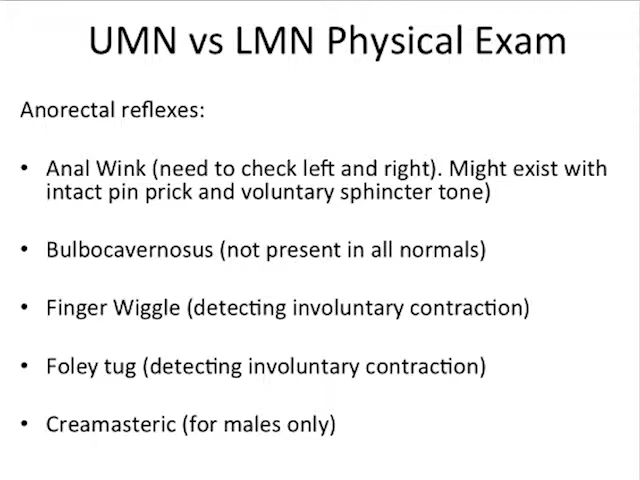 UMN vs LMN Physical Exam
Anorectal reflexes:
• Anal Wink (need to check left and right). Might exist with
intact pin prick and voluntary sphincter tone)
• Bulbocavernosus (not present in all normals)
• Finger Wiggle (detecting involuntary contraction)
• Foley tug (detecting involuntary contraction)
• Creamasteric (for males only)